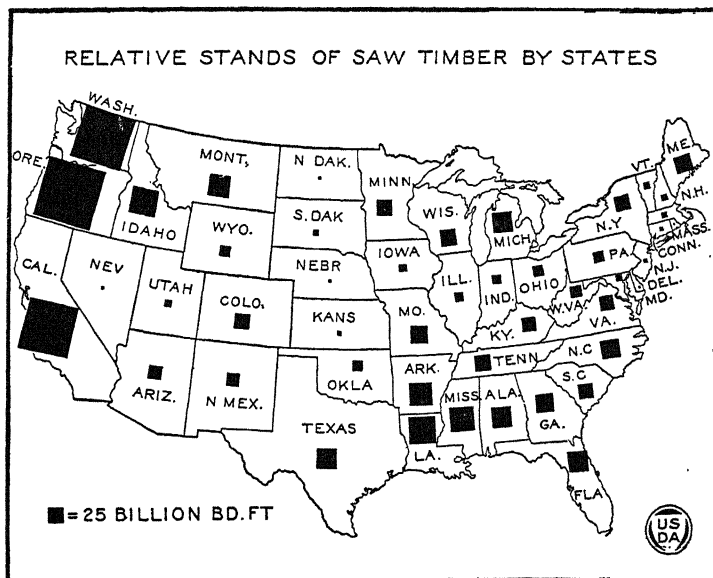 RELATIVE STANDS OF SAW TIMBER BY STATES
WASH.
ORE.
MONT.
N DAK.
MINN
VT.
ME.
N.H.
IDAHO
WYO.
S.DAK
WIS.
MICH.
N.Y
MASS.
CONN.
CAL.
NEV
UTAH
COLO.
NEBR
IOWA
ILL.
IND.
OHIO
PA.
N.J.
DEL.
MD.
KANS
MO.
KY.
W.VA.
VA.
ARIZ.
N MEX.
OKLA
ARK.
TENN
N.C
S.C
TEXAS
LA.
MISS.
ALA.
GA.
FLA
= 25 BILLION BD. FT
US
DA